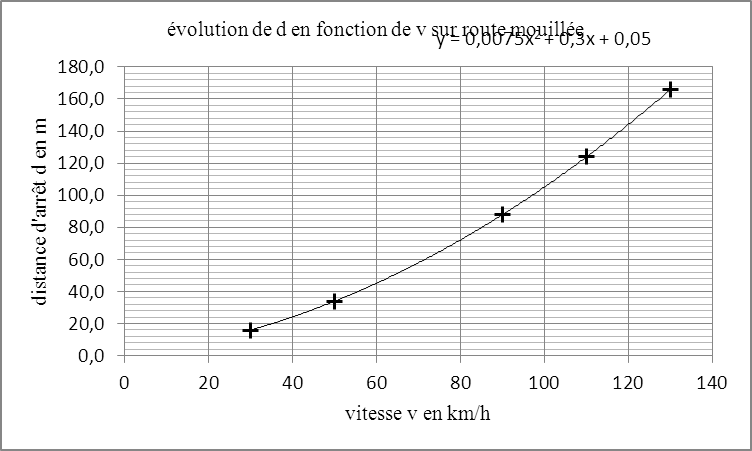 évolution de d en fonction de v sur route mouillée
y = 0,0075x² + 0,3x + 0,05
180,0
160,0
140,0
120,0
100,0
80,0
60,0
40,0
20,0
0,0
distance d'arrêt d en m
0 20 40 60 80 100 120 140
vitesse v en km/h